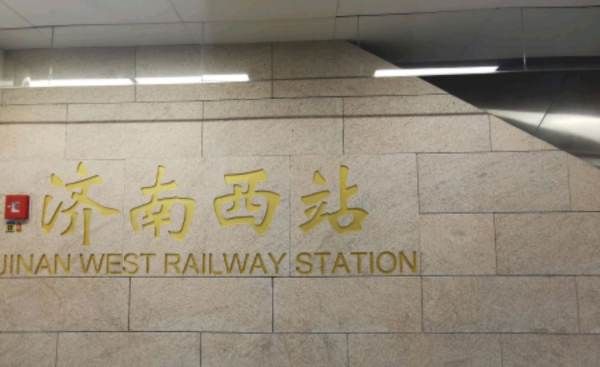 济南西站
JINAN WEST RAILWAY STATION